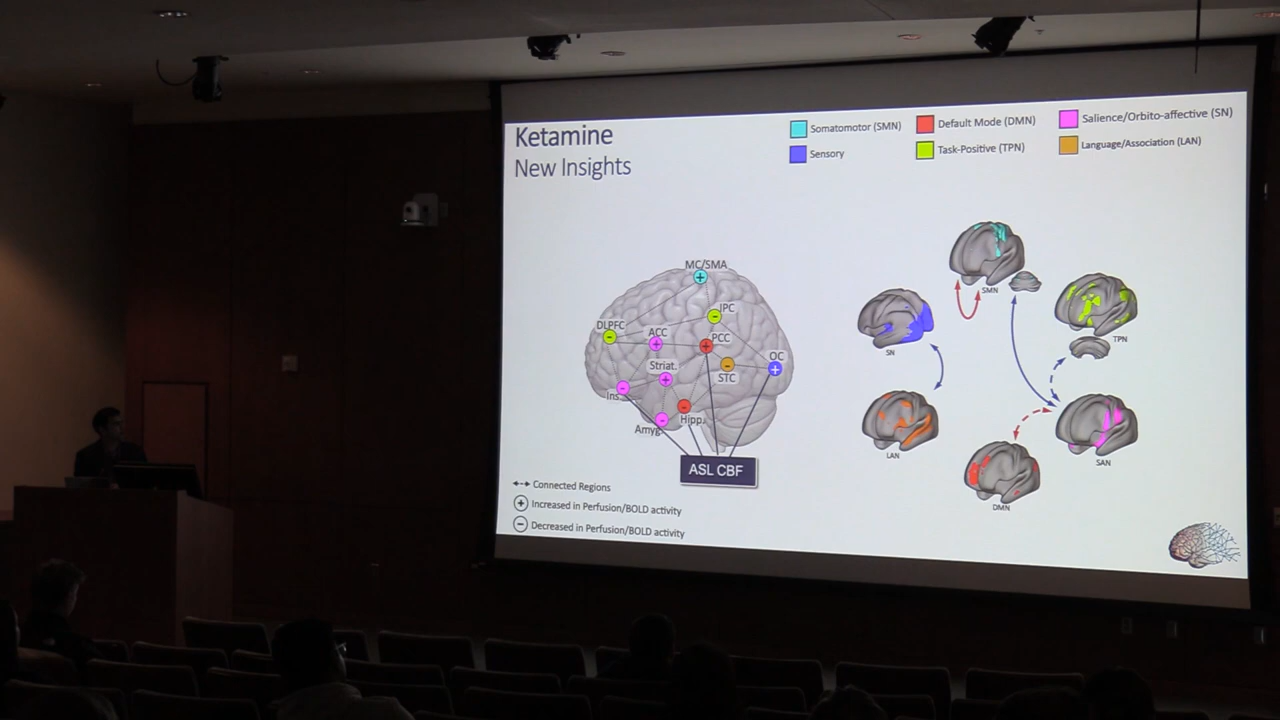 Ketamine
New Insights
Somatomotor (SMN)
Default Mode (DMN)
Salience/Orbito-affective (SN)
Sensory
Task-Positive (TPN)
Language/Association (LAN)
MC/SMA
IPC
DLPFC
ACC
PCC
OC
Striat.
STC
Ins.
Hipp.
Amyg.
ASL CBF
Connected Regions
+ Increased in Perfusion/BOLD activity
- Decreased in Perfusion/BOLD activity
SMN
SN
TPN
LAN
SAN
DMN